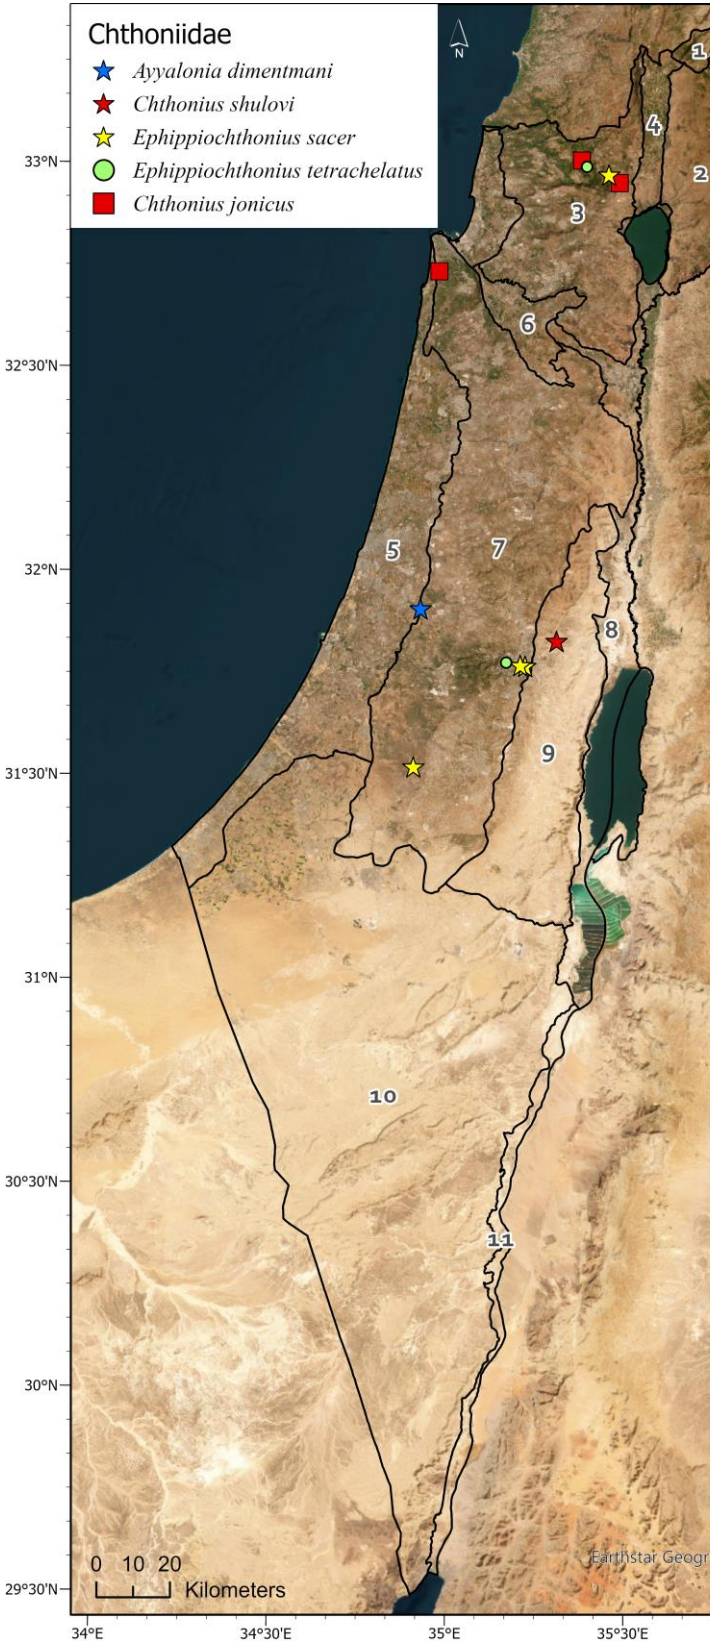 Chthoniidae
Ayyalonia dimentmani
Chthonius shulovi
Ephippiochthonius sacer
Ephippiochthonius tetrachelatus
Chthonius jonicus
N
1
4
2
33°N
3
6
32°30'N
5
7
32°N
8
9
31°30'N
31°N
10
30°30'N
11
30°N
0 10 20
Kilometers
Earthstar Geogr
29°30'N
34°E
34°30'E
35°E
35°30'E